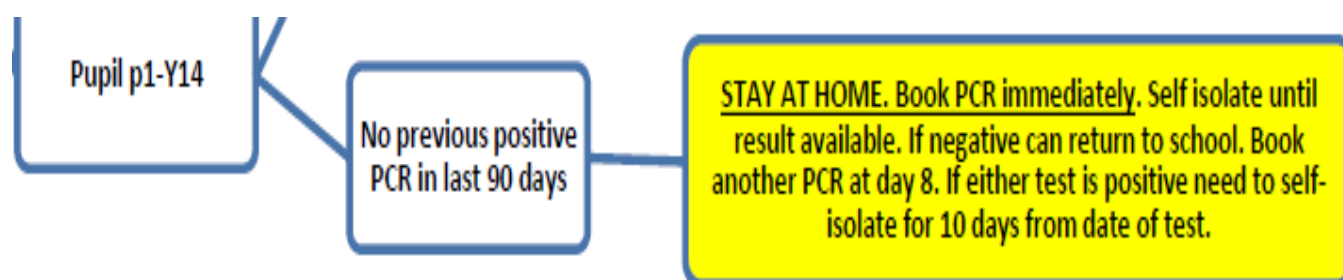 Pupil p1-Y14
No previous positive
PCR in last 90 days
STAY AT HOME. Book PCR immediately. Self isolate until
result available. If negative can return to school. Book
another PCR at day 8. If either test is positive need to self-
isolate for 10 days from date of test.